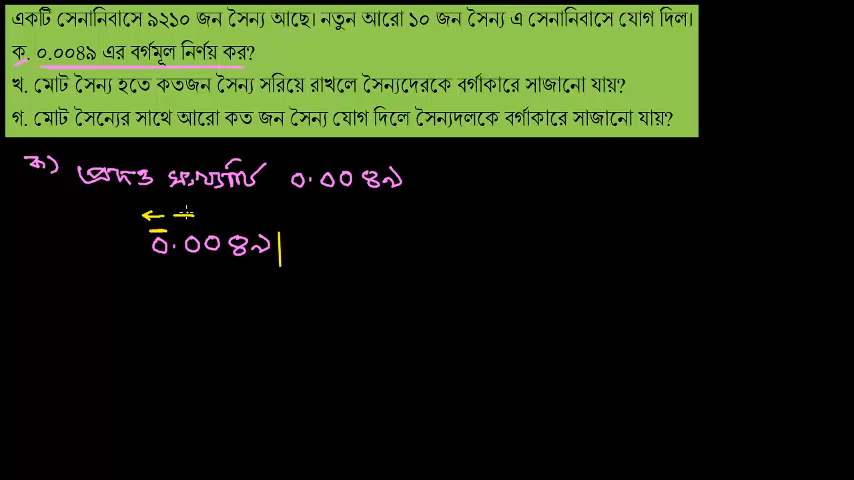 একটি সেনানিবাসে ৯২১০ জন সৈন্য আছে। নতুন আরো ১০ জন সৈন্য এ সেনানিবাসে যোগ দিল।
ক. ০.০০৪৯ এর বর্গমূল নির্ণয় কর?
খ. মোট সৈন্য হতে কতজন সৈন্য সরিয়ে রাখলে সৈন্যদেরকে বর্গাকারে সাজানো যায়?
গ. মোট সৈন্যের সাথে আরো কত জন সৈন্য যোগ দিলে সৈন্যদলকে বর্গাকারে সাজানো যায়?
ক) প্রদত্ত সংখ্যাটি ০.০০৪৯
০.০০৪৯